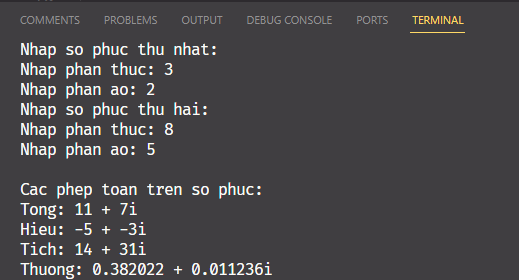 COMMENTS PROBLEMS OUTPUT DEBUG CONSOLE PORTS TERMINAL
Nhap so phuc thu nhat:
Nhap phan thuc: 3
Nhap phan ao: 2
Nhap so phuc thu hai:
Nhap phan thuc: 8
Nhap phan ao: 5
Cac phep toan tren so phuc:
Tong: 11 + 7i
Hieu: -5 + -3i
Tich: 14 + 31i
Thuong: 0.382022 + 0.011236i